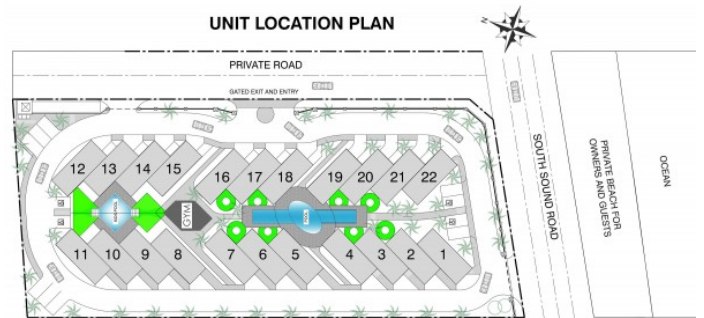 UNIT LOCATION PLAN
N
PRIVATE ROAD
GATED EXIT AND ENTRY
12 13 14 15
16 17 18
19 20 21 22
GYM
11 10 9 8
7 6 5
4 3 2 1
SOUTH SOUND ROAD
PRIVATE BEACH FOR
OWNERS AND GUESTS
OCEAN